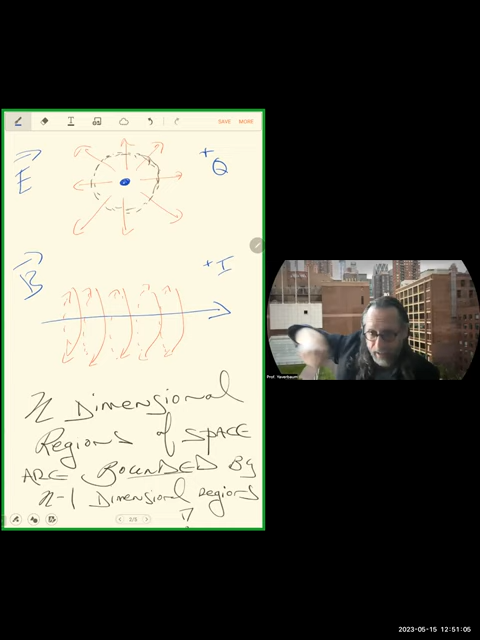 SAVE MORE
E +Q
B +I
n Dimensional
Regions of SPACE
ARE BOUNDED By
n-1 Dimensional regions
2/5
Prof. Yaverbaum
2023-05-15 12:51:05